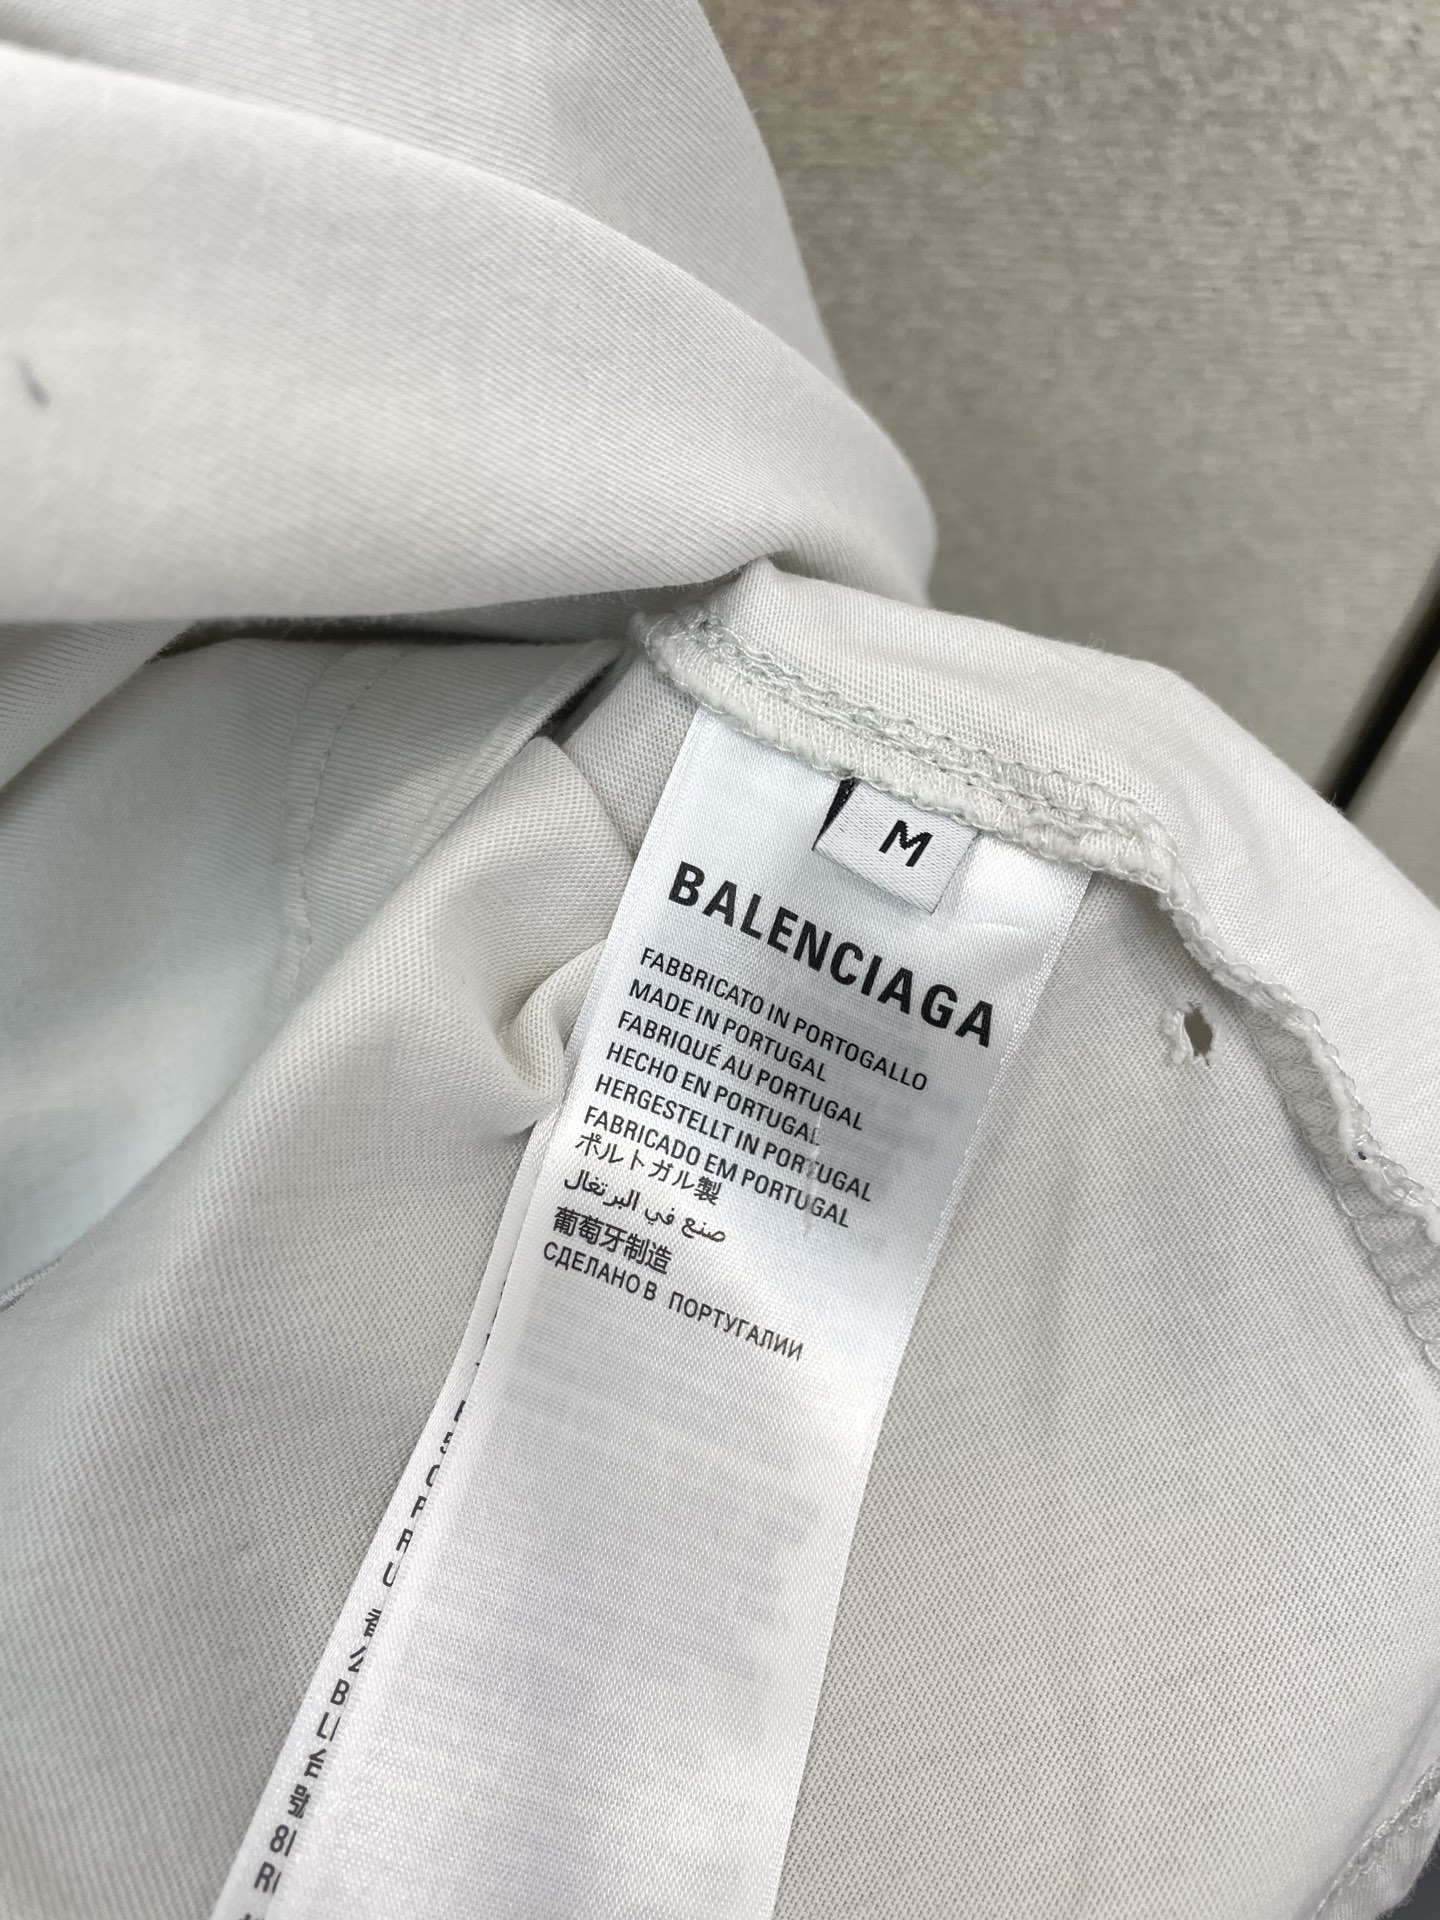 M
BALENCIAGA
FABBRICATO IN PORTOGALLO
MADE IN PORTUGAL
FABRIQUÉ AU PORTUGAL
HECHO EN PORTUGAL
HERGESTELLT IN PORTUGAL
FABRICADO EM PORTUGAL
ポルトガル製
صنع في البرتغال
葡萄牙制造
СДЕЛАНО В ПОРТУГАЛИИ